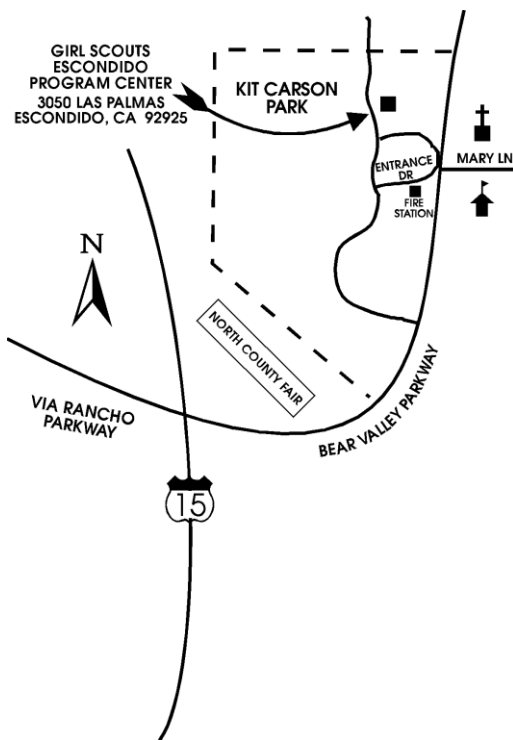 GIRL SCOUTS
ESCONDIDO
PROGRAM CENTER
3050 LAS PALMAS
ESCONDIDO, CA 92925
KIT CARSON
PARK
ENTRANCE
DR
MARY LN
FIRE
STATION
N
NORTH COUNTY FAIR
VIA RANCHO
PARKWAY
BEAR VALLEY PARKWAY
15